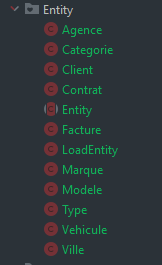 Entity
Agence
Categorie
Client
Contrat
Entity
Facture
LoadEntity
Marque
Modele
Type
Vehicule
Ville